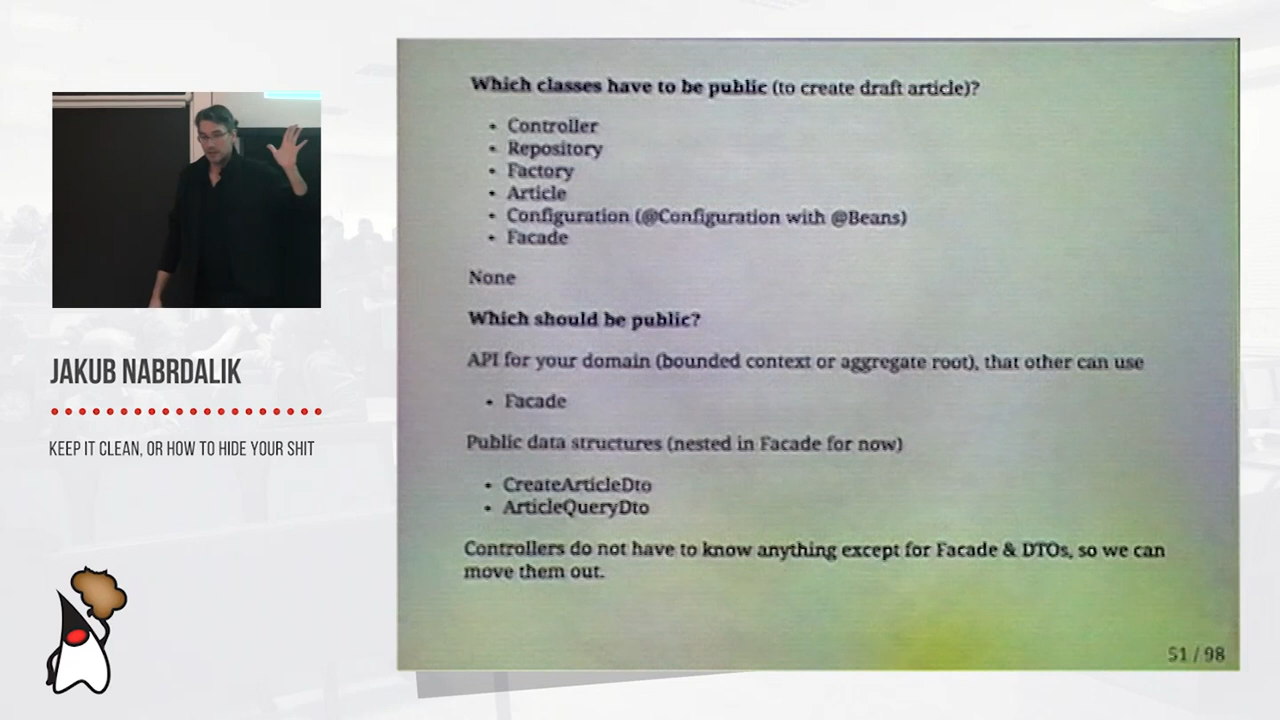 Which classes have to be public (to create draft article)?
• Controller
• Repository
• Factory
• Article
• Configuration (@Configuration with @Beans)
• Facade
None
Which should be public?
API for your domain (bounded context or aggregate root), that other can use
• Facade
Public data structures (nested in Facade for now)
• CreateArticleDto
• ArticleQueryDto
Controllers do not have to know anything except for Facade & DTOs, so we can
move them out.
51 / 98
JAKUB NABRDALIK
KEEP IT CLEAN, OR HOW TO HIDE YOUR SHIT